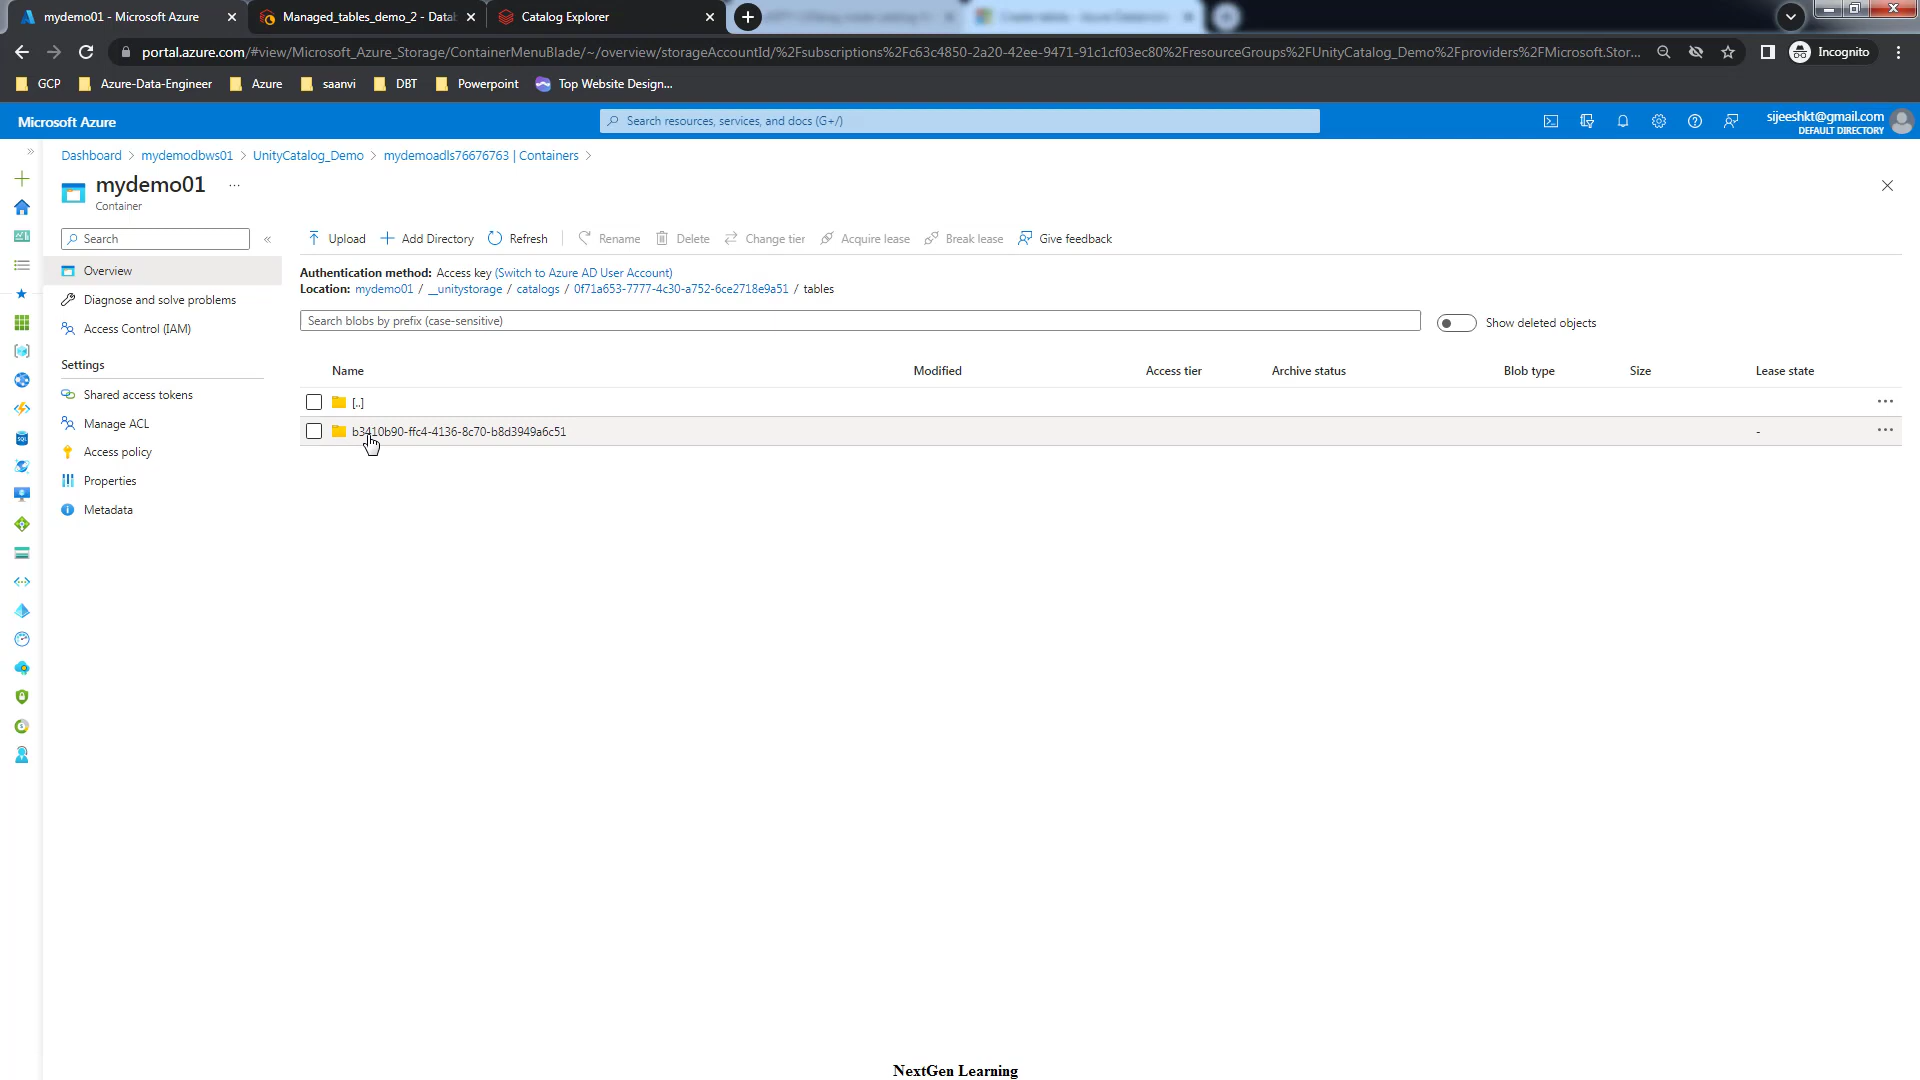 mydemo01 - Microsoft Azure
Managed_tables_demo_2 - Datab
Catalog Explorer
portal.azure.com/#view/Microsoft_Azure_Storage/ContainerMenuBlade/~/overview/storageAccountId/%2Fsubscriptions%2Fc63c4850-2a20-42ee-9471-91c1cf03ec80%2FresourceGroups%2FUnityCatalog_Demo%2Fproviders%2FMicrosoft.Stor...
Incognito
GCP
Azure-Data-Engineer
Azure
saanvi
DBT
Powerpoint
Top Website Design...
Microsoft Azure
Search resources, services, and docs (G+/)
sijeeshkt@gmail.com
DEFAULT DIRECTORY
Dashboard > mydemodbws01 > UnityCatalog_Demo > mydemoadls76676763 | Containers >
mydemo01 ...
Container
Search
Upload
Add Directory
Refresh
Rename
Delete
Change tier
Acquire lease
Break lease
Give feedback
Overview
Diagnose and solve problems
Access Control (IAM)
Settings
Shared access tokens
Manage ACL
Access policy
Properties
Metadata
Authentication method: Access key (Switch to Azure AD User Account)
Location: mydemo01 / __unitystorage / catalogs / 0f71a653-7777-4c30-a752-6ce2718e9a51 / tables
Search blobs by prefix (case-sensitive)
Show deleted objects
Name Modified Access tier Archive status Blob type Size Lease state
[..]
b3410b90-ffc4-4136-8c70-b8d3949a6c51 -
NextGen Learning